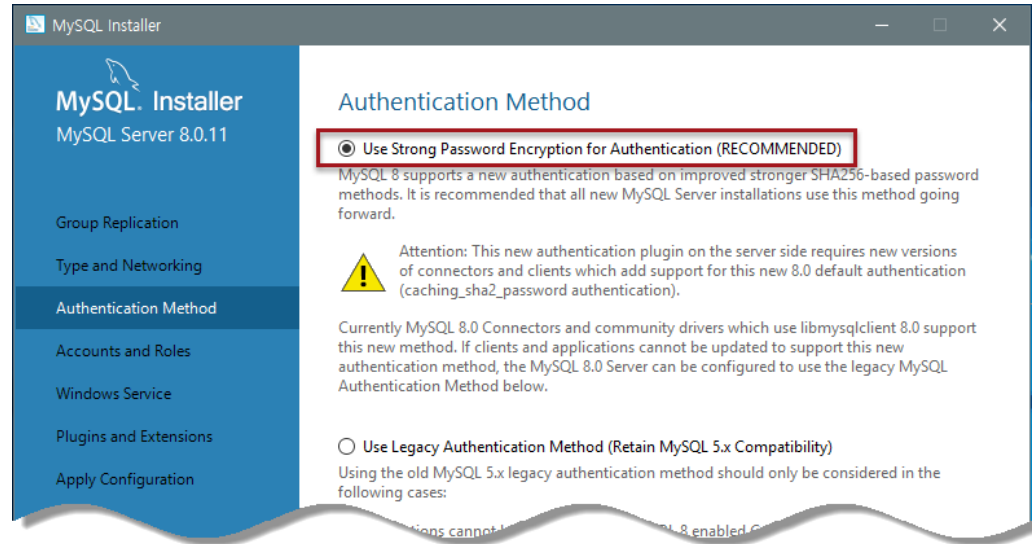 MySQL Installer
MySQL. Installer
MySQL Server 8.0.11
Group Replication
Type and Networking
Authentication Method
Accounts and Roles
Windows Service
Plugins and Extensions
Apply Configuration
Authentication Method
Use Strong Password Encryption for Authentication (RECOMMENDED)
MySQL 8 supports a new authentication based on improved stronger SHA256-based password
methods. It is recommended that all new MySQL Server installations use this method going
forward.
Attention: This new authentication plugin on the server side requires new versions
of connectors and clients which add support for this new 8.0 default authentication
(caching_sha2_password authentication).
Currently MySQL 8.0 Connectors and community drivers which use libmysqlclient 8.0 support
this new method. If clients and applications cannot be updated to support this new
authentication method, the MySQL 8.0 Server can be configured to use the legacy MySQL
Authentication Method below.
Use Legacy Authentication Method (Retain MySQL 5.x Compatibility)
Using the old MySQL 5.x legacy authentication method should only be considered in the
following cases:
8 enabled